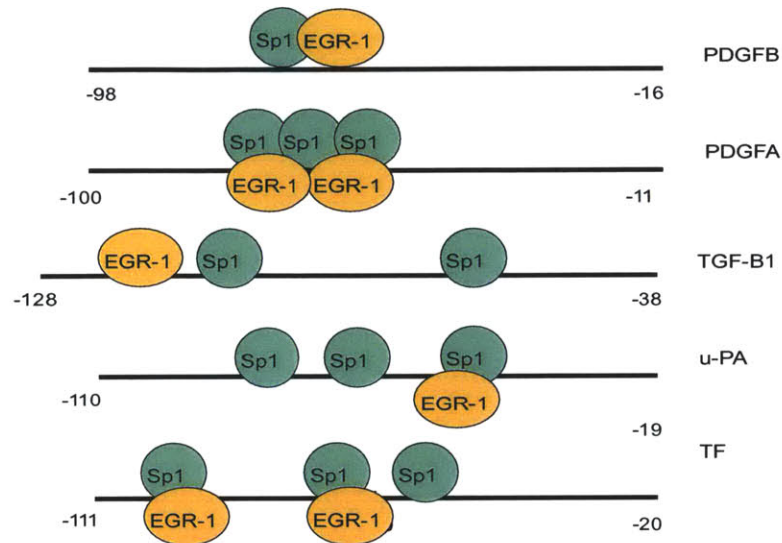 Sp1 EGR-1
PDGFB
-98 -16
Sp1 Sp1 Sp1
PDGFA
EGR-1 EGR-1
-100 -11
EGR-1 Sp1 Sp1
TGF-B1
-128 -38
Sp1 Sp1 Sp1
u-PA
-110 EGR-1
-19
TF
Sp1 Sp1 Sp1
-111 EGR-1 EGR-1 -20